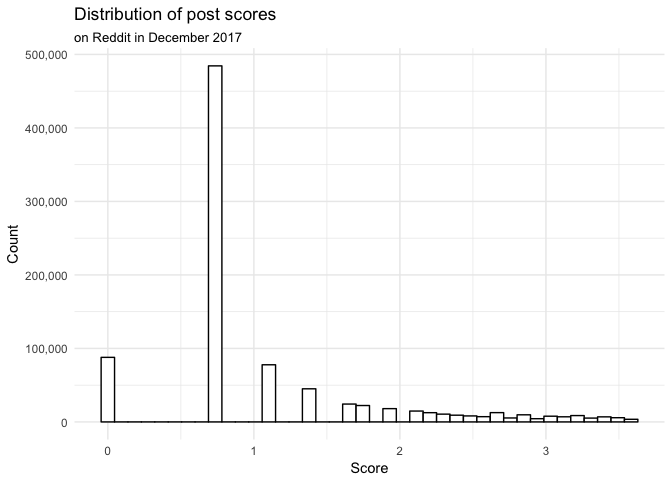 Distribution of post scores
on Reddit in December 2017
500,000
400,000
300,000
200,000
100,000
0
Count
0 1 2 3
Score